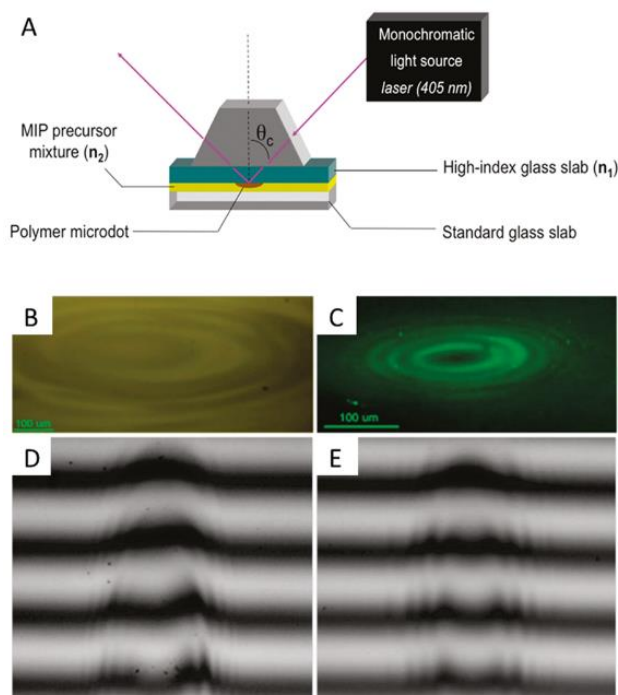 A
Monochromatic
light source
laser (405 nm)
θc
MIP precursor
mixture (n₂)
High-index glass slab (n₁)
Polymer microdot
Standard glass slab
B
C
100 um
100 um
D
E